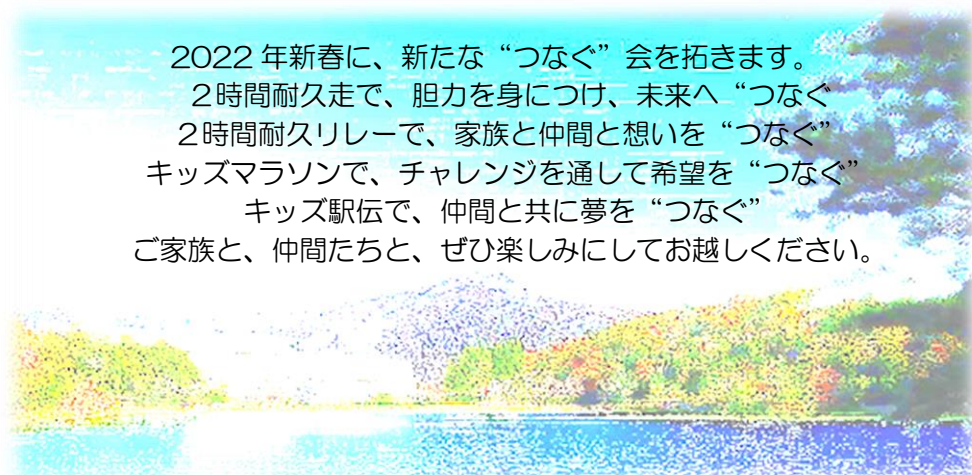 2022年新春に、新たな“つなぐ”会を拓きます。
2時間耐久走で、胆力を身につけ、未来へ“つなぐ
2時間耐久リレーで、家族と仲間と想いを“つなぐ”
キッズマラソンで、チャレンジを通して希望を“つなぐ”
キッズ駅伝で、仲間と共に夢を“つなぐ”
ご家族と、仲間たちと、ぜひ楽しみにしてお越しください。